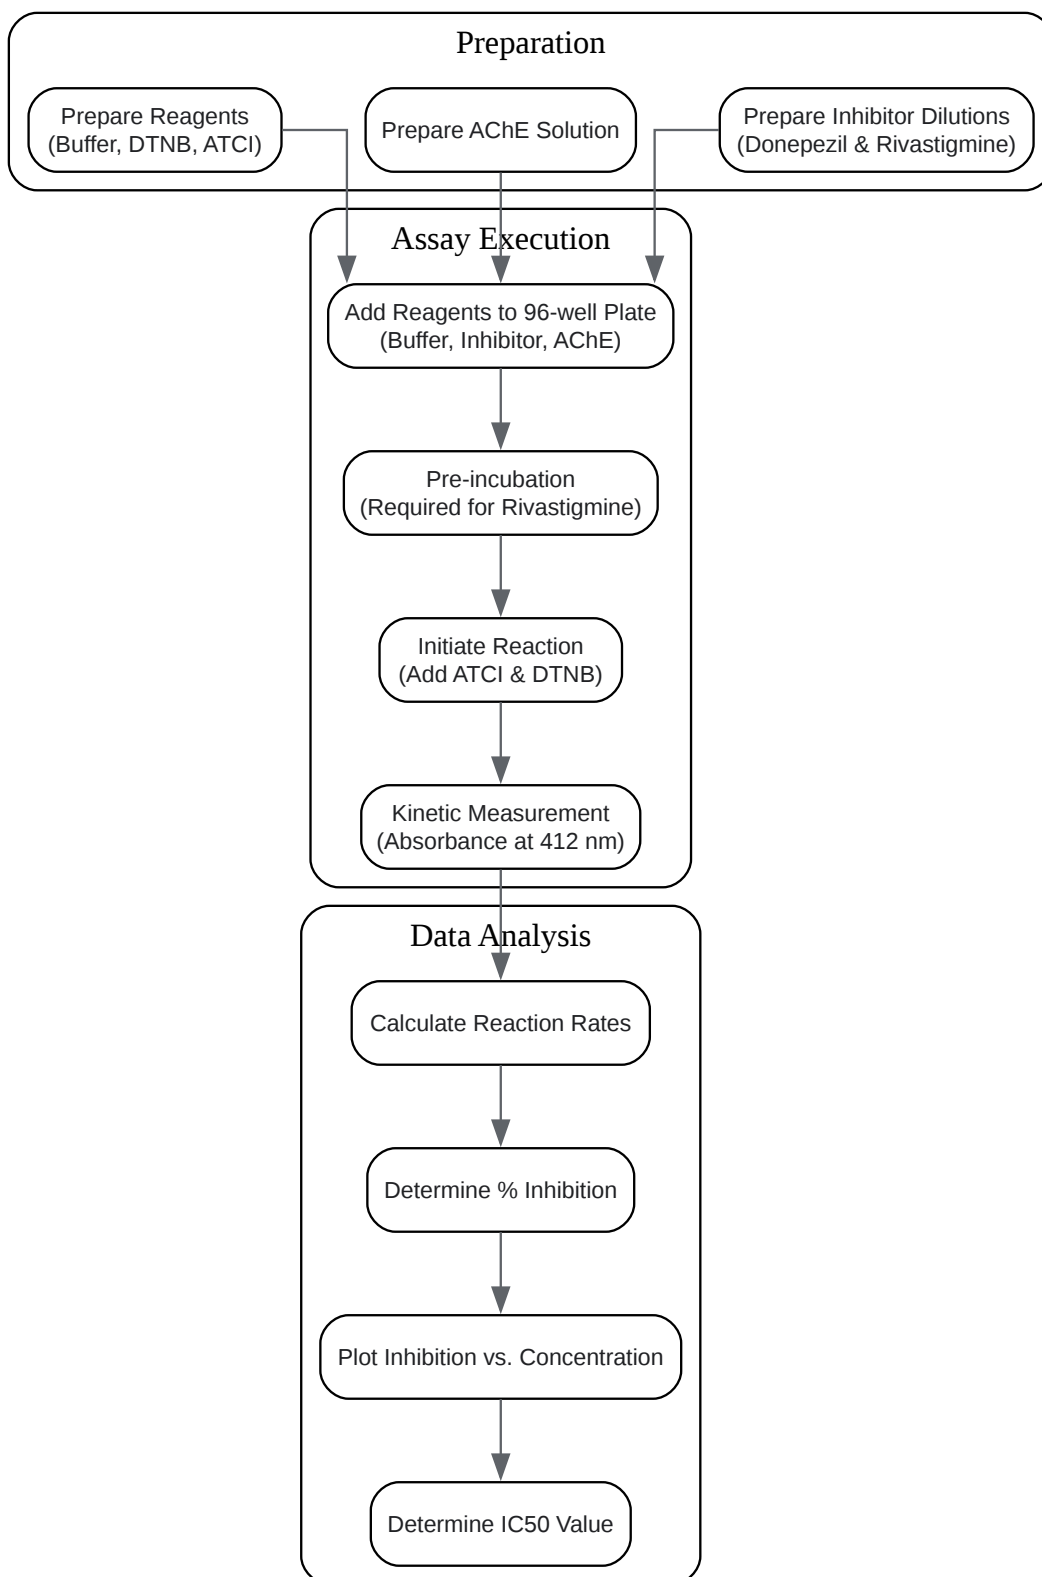 Preparation
Prepare Reagents
(Buffer, DTNB, ATCI)
Prepare AChE Solution
Prepare Inhibitor Dilutions
(Donepezil & Rivastigmine)
Assay Execution
Add Reagents to 96-well Plate
(Buffer, Inhibitor, AChE)
Pre-incubation
(Required for Rivastigmine)
Initiate Reaction
(Add ATCI & DTNB)
Kinetic Measurement
(Absorbance at 412 nm)
Data Analysis
Calculate Reaction Rates
Determine % Inhibition
Plot Inhibition vs. Concentration
Determine IC50 Value